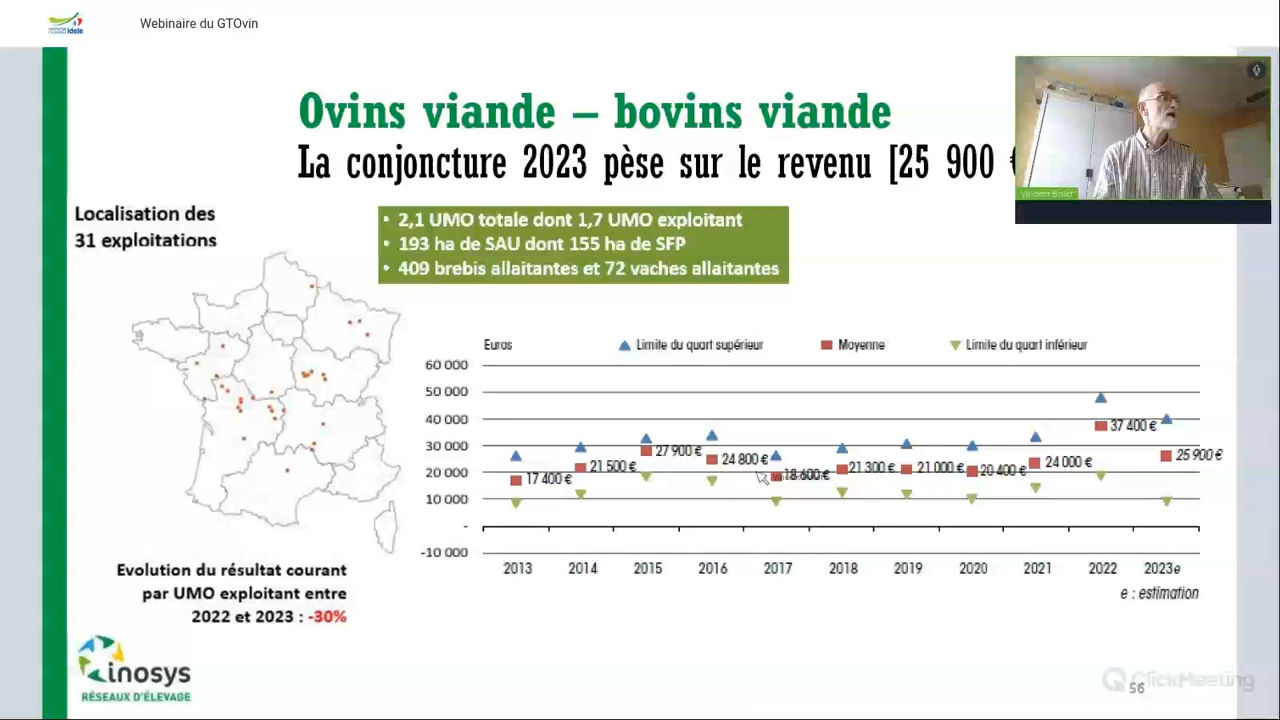 idele
Webinaire du GTOvin
Ovins viande – bovins viande
La conjoncture 2023 pèse sur le revenu [25 900
Localisation des
31 exploitations
• 2,1 UMO totale dont 1,7 UMO exploitant
• 193 ha de SAU dont 155 ha de SFP
• 409 brebis allaitantes et 72 vaches allaitantes
Euros
Limite du quart supérieur
Moyenne
Limite du quart inférieur
60 000
50 000
40 000
30 000
20 000
10 000
-
-10 000
17 400 €
21 500 €
27 900 €
24 800 €
18 600 €
21 300 €
21 000 €
20 400 €
24 000 €
37 400 €
25 900 €
2013 2014 2015 2016 2017 2018 2019 2020 2021 2022 2023e
e : estimation
Evolution du résultat courant
par UMO exploitant entre
2022 et 2023 : -30%
inosys
RÉSEAUX D'ÉLEVAGE
ClickMeeting
56